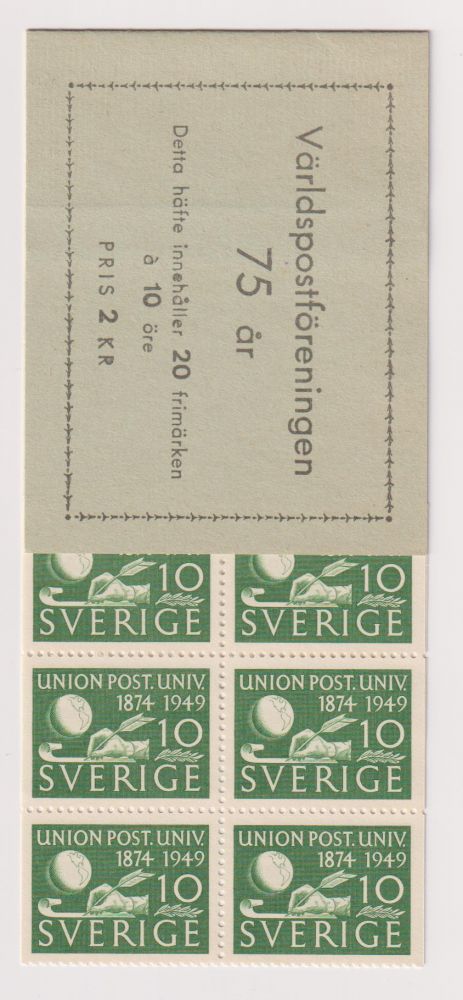 Världspostföreningen
75 år
Detta häfte innehåller 20 frimärken
à 10 öre
PRIS 2 KR
10 10
SVERIGE SVERIGE
UNION POST. UNIV. UNION POST. UNIV.
1874 1949 1874 1949
10 10
SVERIGE SVERIGE
UNION POST. UNIV. UNION POST. UNIV.
1874 1949 1874 1949
10 10
SVERIGE SVERIGE